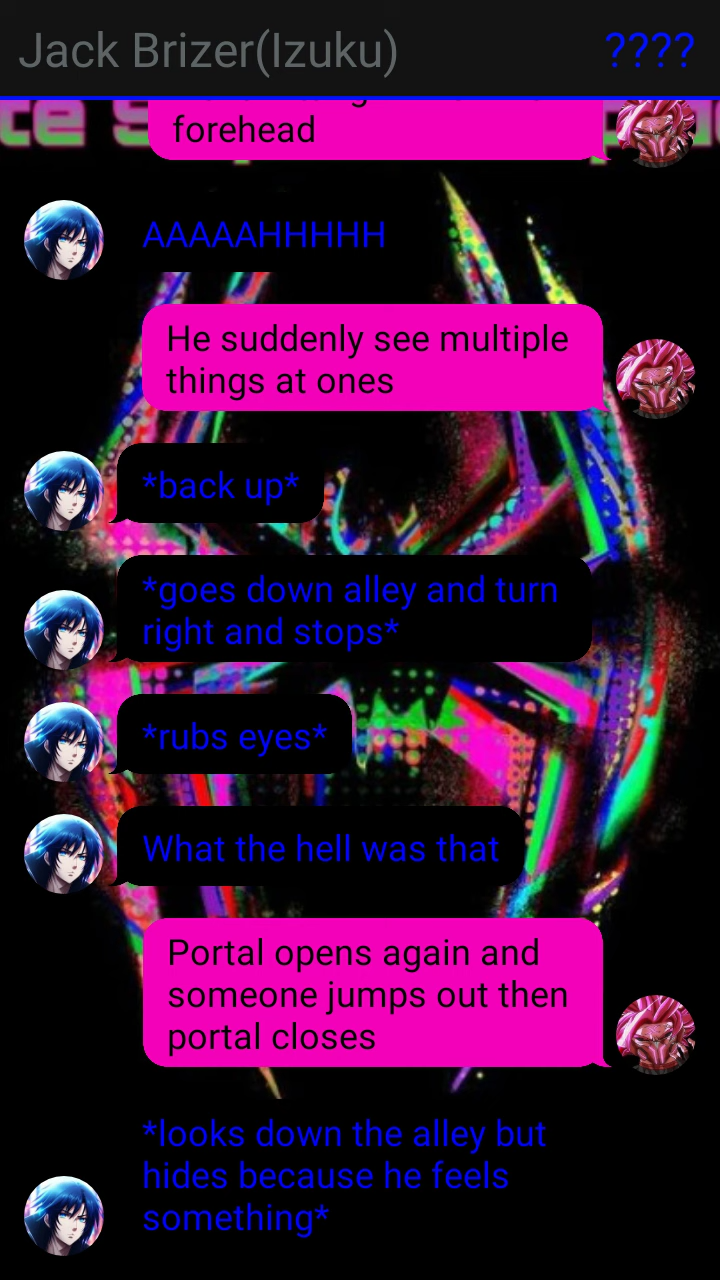 Jack Brizer(Izuku)
????
forehead
AAAAAHHHHH
He suddenly see multiple
things at ones
*back up*
*goes down alley and turn
right and stops*
*rubs eyes*
What the hell was that
Portal opens again and
someone jumps out then
portal closes
*looks down the alley but
hides because he feels
something*